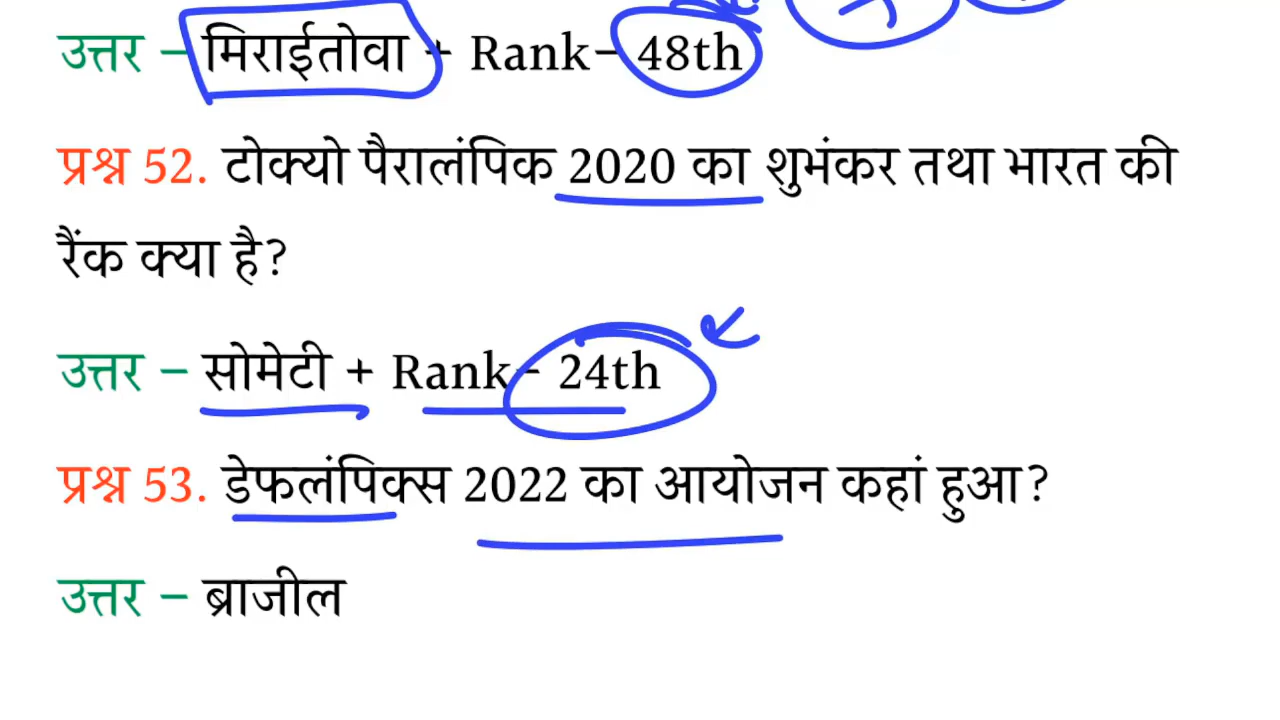 उत्तर – मिराईतोवा + Rank– 48th
प्रश्न 52. टोक्यो पैरालंपिक 2020 का शुभंकर तथा भारत की
रैंक क्या है?
उत्तर – सोमेटी + Rank– 24th
प्रश्न 53. डेफलंपिक्स 2022 का आयोजन कहां हुआ?
उत्तर – ब्राजील